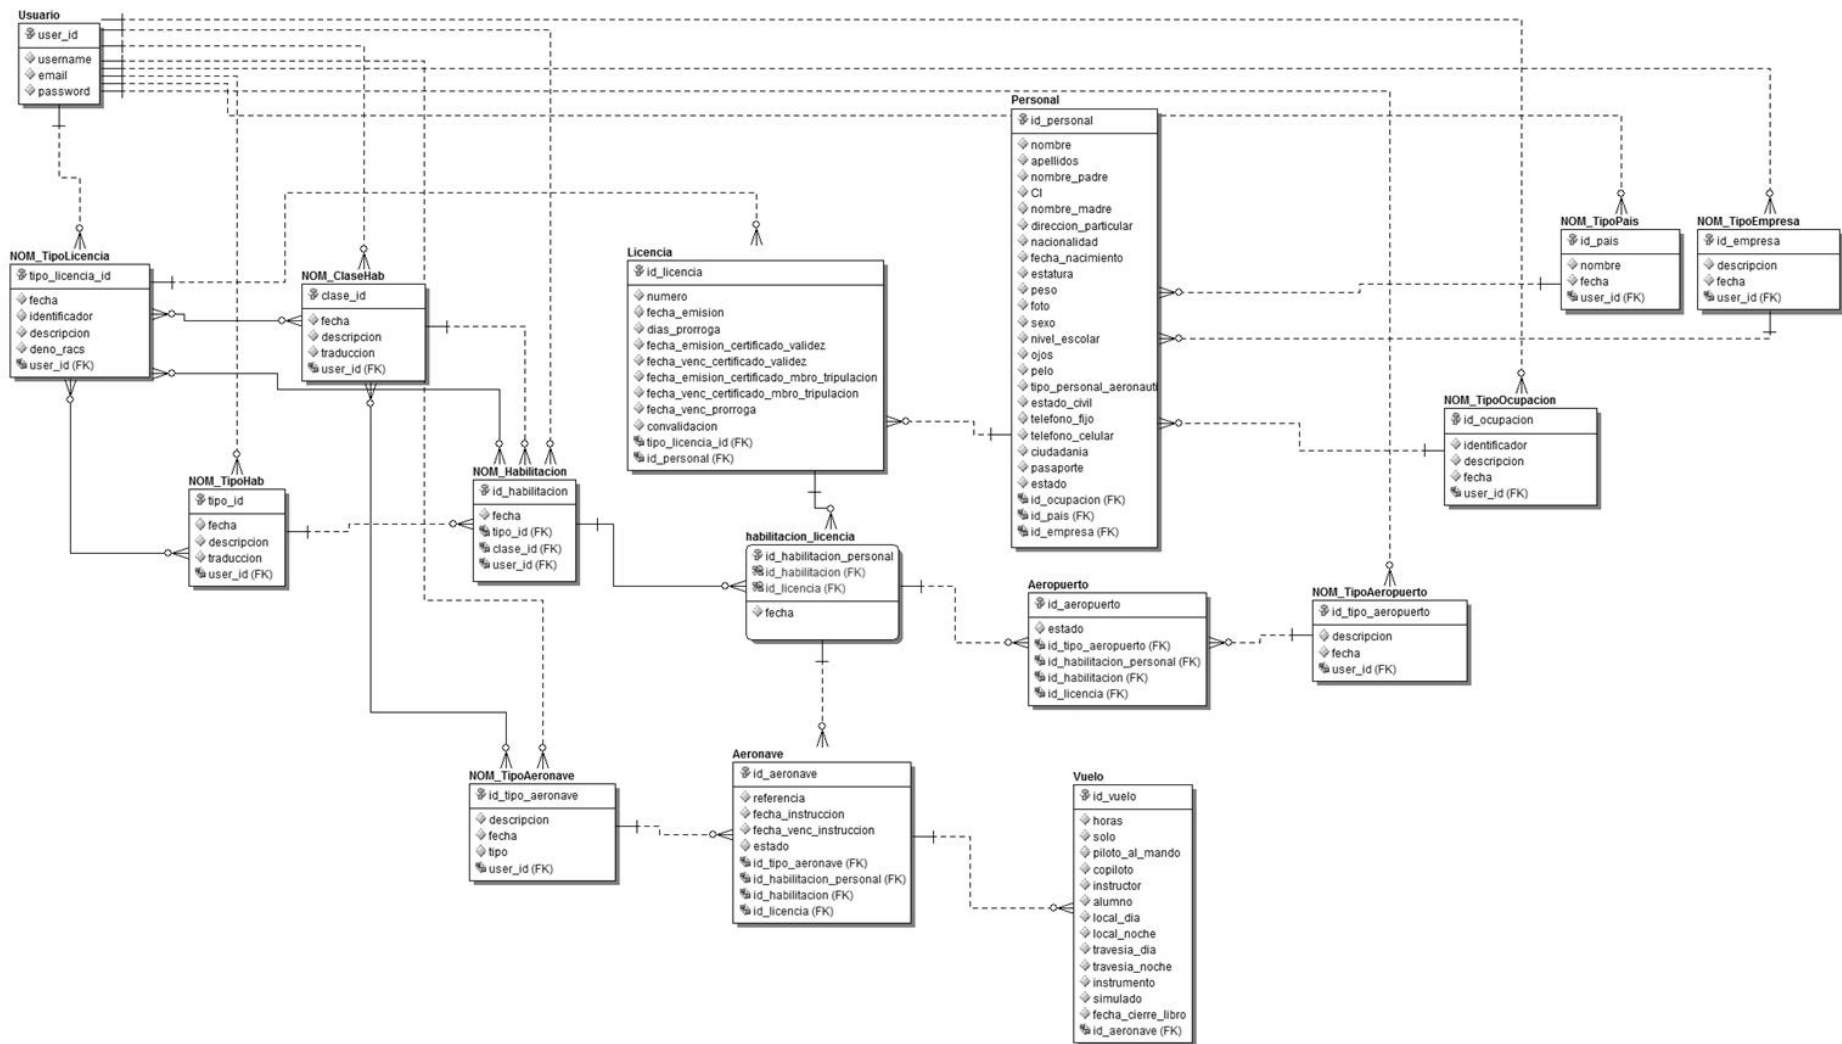 Usuario
user_id
username
email
password
NOM_TipoLicencia
tipo_licencia_id
fecha
identificador
descripcion
deno_racs
user_id (FK)
NOM_ClaseHab
clase_id
fecha
descripcion
traduccion
user_id (FK)
NOM_TipoHab
tipo_id
fecha
descripcion
traduccion
user_id (FK)
NOM_Habilitacion
id_habilitacion
fecha
tipo_id (FK)
clase_id (FK)
user_id (FK)
Licencia
id_licencia
numero
fecha_emision
dias_prorroga
fecha_emision_certificado_validez
fecha_venc_certificado_validez
fecha_emision_certificado_mbro_tripulacion
fecha_venc_certificado_mbro_tripulacion
fecha_venc_prorroga
convalidacion
tipo_licencia_id (FK)
id_personal (FK)
habilitacion_licencia
id_habilitacion_personal
id_habilitacion (FK)
id_licencia (FK)
fecha
Personal
id_personal
nombre
apellidos
nombre_padre
CI
nombre_madre
direccion_particular
nacionalidad
fecha_nacimiento
estatura
peso
foto
sexo
nivel_escolar
ojos
pelo
tipo_personal_aeronauti
estado_civil
telefono_fijo
telefono_celular
ciudadania
pasaporte
estado
id_ocupacion (FK)
id_pais (FK)
id_empresa (FK)
NOM_TipoPais
id_pais
nombre
fecha
user_id (FK)
NOM_TipoEmpresa
id_empresa
descripcion
fecha
user_id (FK)
NOM_TipoOcupacion
id_ocupacion
identificador
descripcion
fecha
user_id (FK)
Aeropuerto
id_aeropuerto
estado
id_tipo_aeropuerto (FK)
id_habilitacion_personal (FK)
id_habilitacion (FK)
id_licencia (FK)
NOM_TipoAeropuerto
id_tipo_aeropuerto
descripcion
fecha
user_id (FK)
NOM_TipoAeronave
id_tipo_aeronave
descripcion
fecha
tipo
user_id (FK)
Aeronave
id_aeronave
referencia
fecha_instruccion
fecha_venc_instruccion
estado
id_tipo_aeronave (FK)
id_habilitacion_personal (FK)
id_habilitacion (FK)
id_licencia (FK)
Vuelo
id_vuelo
horas
solo
piloto_al_mando
copiloto
instructor
alumno
local_dia
local_noche
travesia_dia
travesia_noche
instrumento
simulado
fecha_cierre_libro
id_aeronave (FK)